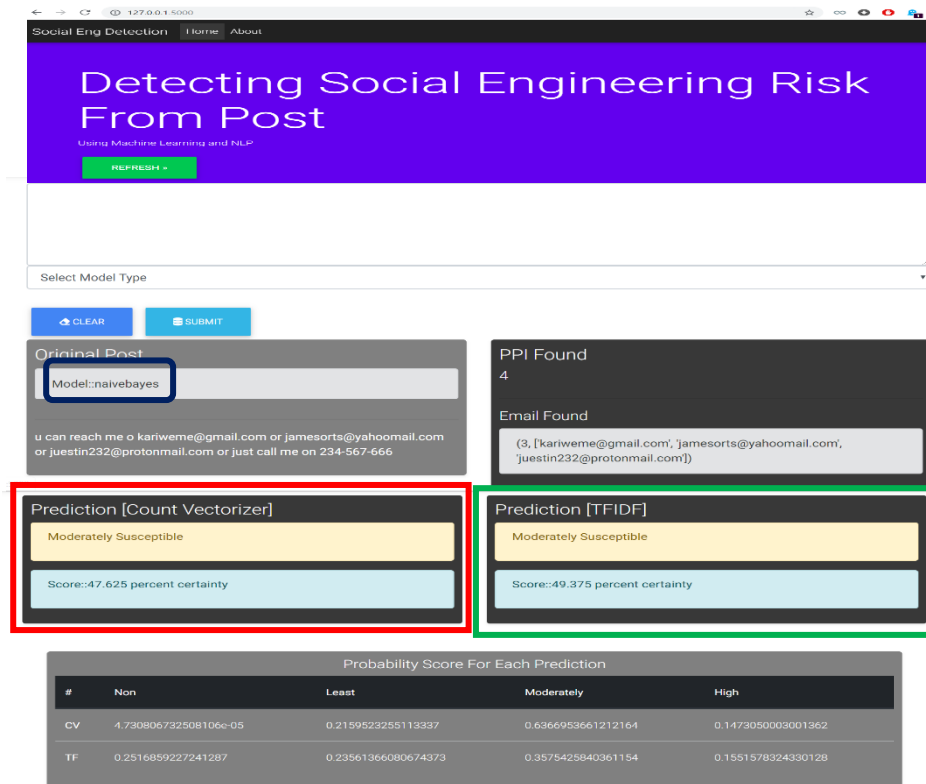 127.0.0.1:5000
Social Eng Detection Home About
Detecting Social Engineering Risk
From Post
Using Machine Learning and NLP
REFRESH »
Select Model Type
CLEAR
SUBMIT
Original Post
Model::naivebayes
u can reach me o kariweme@gmail.com or jamesorts@yahoomail.com
or juestin232@protonmail.com or just call me on 234-567-666
PPI Found
4
Email Found
(3, ['kariweme@gmail.com', 'jamesorts@yahoomail.com',
'juestin232@protonmail.com'])
Prediction [Count Vectorizer]
Moderately Susceptible
Score::47.625 percent certainty
Prediction [TFIDF]
Moderately Susceptible
Score::49.375 percent certainty
Probability Score For Each Prediction
# Non Least Moderately High
CV 4.730806732508106e-05 0.2159523255113337 0.6366953661212164 0.1473050003001362
TF 0.2516859227241287 0.23561366080674373 0.3575425840361154 0.1551578324330128